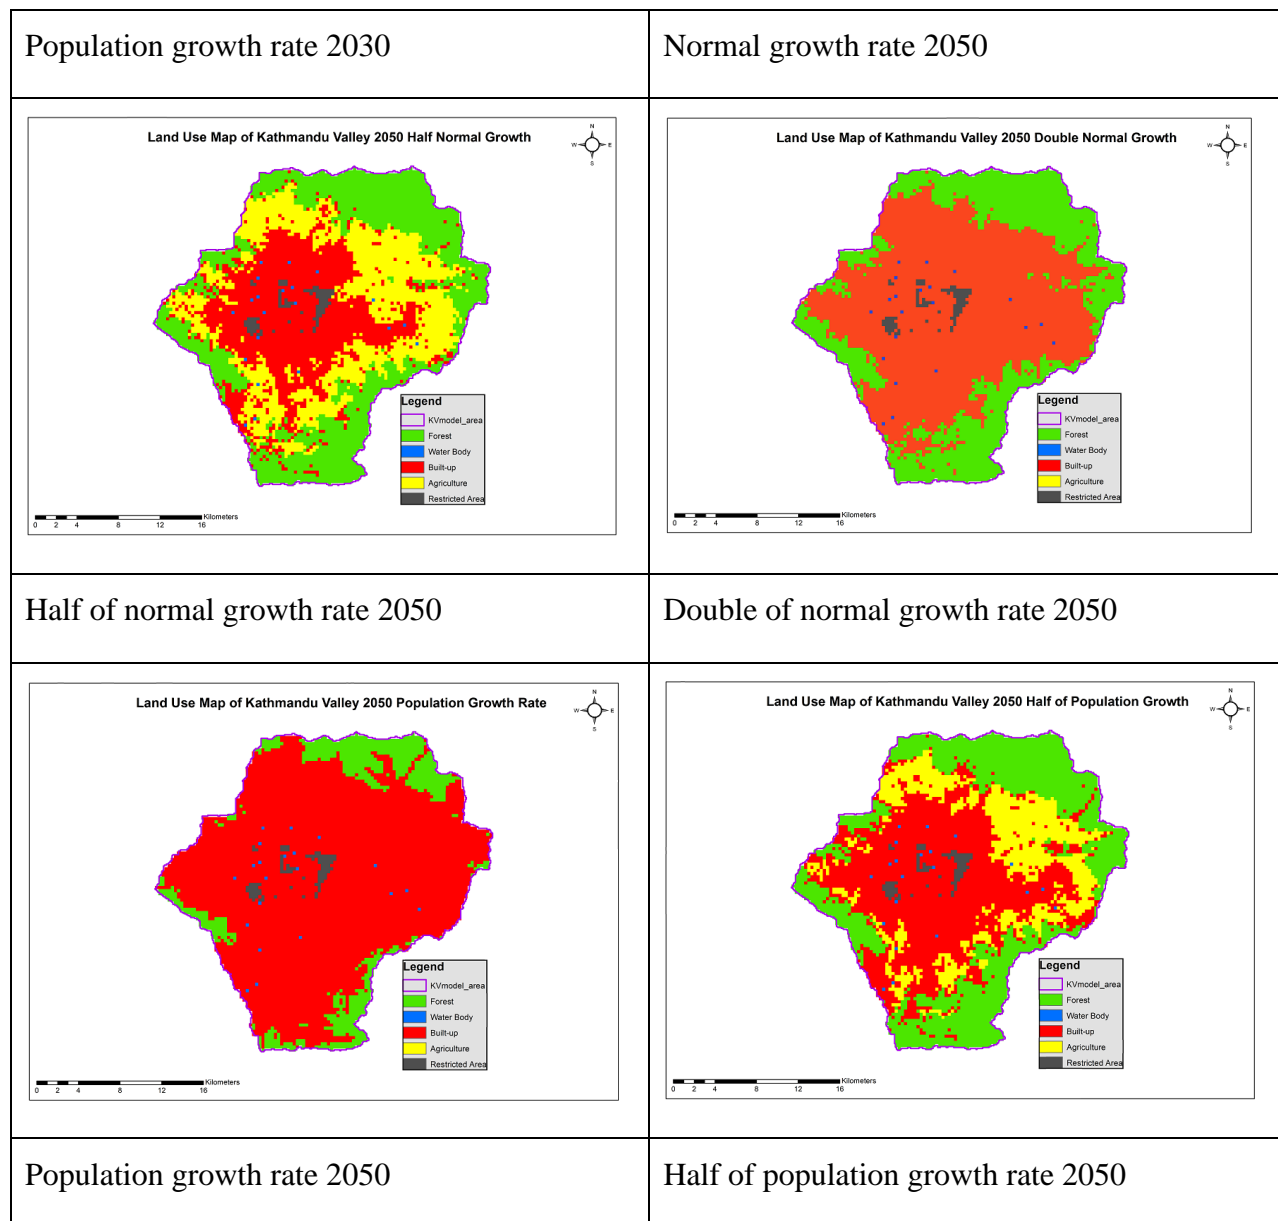 Population growth rate 2030
Normal growth rate 2050
Land Use Map of Kathmandu Valley 2050 Half Normal Growth
N
W
E
S
Legend
KVmodel_area
Forest
Water Body
Built-up
Agriculture
Restricted Area
Kilometers
0 2 4 8 12 16
Land Use Map of Kathmandu Valley 2050 Double Normal Growth
N
W
E
S
Legend
KVmodel_area
Forest
Water Body
Built-up
Agriculture
Restricted Area
Kilometers
0 2 4 8 12 16
Half of normal growth rate 2050
Double of normal growth rate 2050
Land Use Map of Kathmandu Valley 2050 Population Growth Rate
N
W
E
S
Legend
KVmodel_area
Forest
Water Body
Built-up
Agriculture
Restricted Area
Kilometers
0 2 4 8 12 16
Land Use Map of Kathmandu Valley 2050 Half of Population Growth
N
W
E
S
Legend
KVmodel_area
Forest
Water Body
Built-up
Agriculture
Restricted Area
Kilometers
0 2 4 8 12 16
Population growth rate 2050
Half of population growth rate 2050